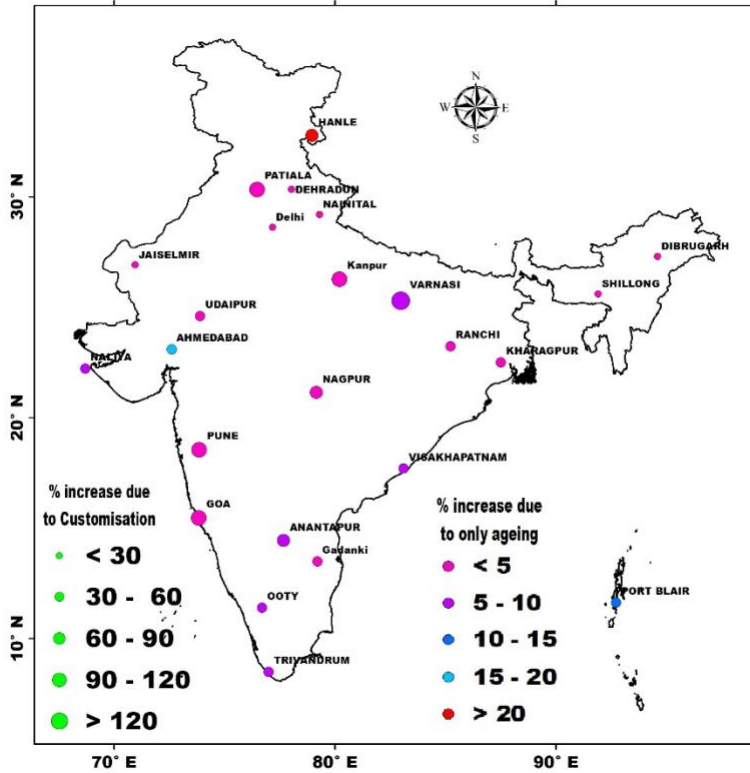 N
W E
S
HANLE
PATIALA
DEHRADUN
NAINITAL
Delhi
30° N
JAISELMIR
DIBRUGARH
Kanpur
VARNASI
SHILLONG
UDAIPUR
AHMEDABAD
RANCHI
NALIYA
KHARAGPUR
NAGPUR
20° N
PUNE
VISAKHAPATNAM
% increase due
to Customisation
< 30
30 - 60
60 - 90
90 - 120
> 120
GOA
ANANTAPUR
Gadanki
OOTY
TRIVANDRUM
% increase due
to only ageing
< 5
5 - 10
10 - 15
15 - 20
> 20
PORT BLAIR
10° N
70° E
80° E
90° E